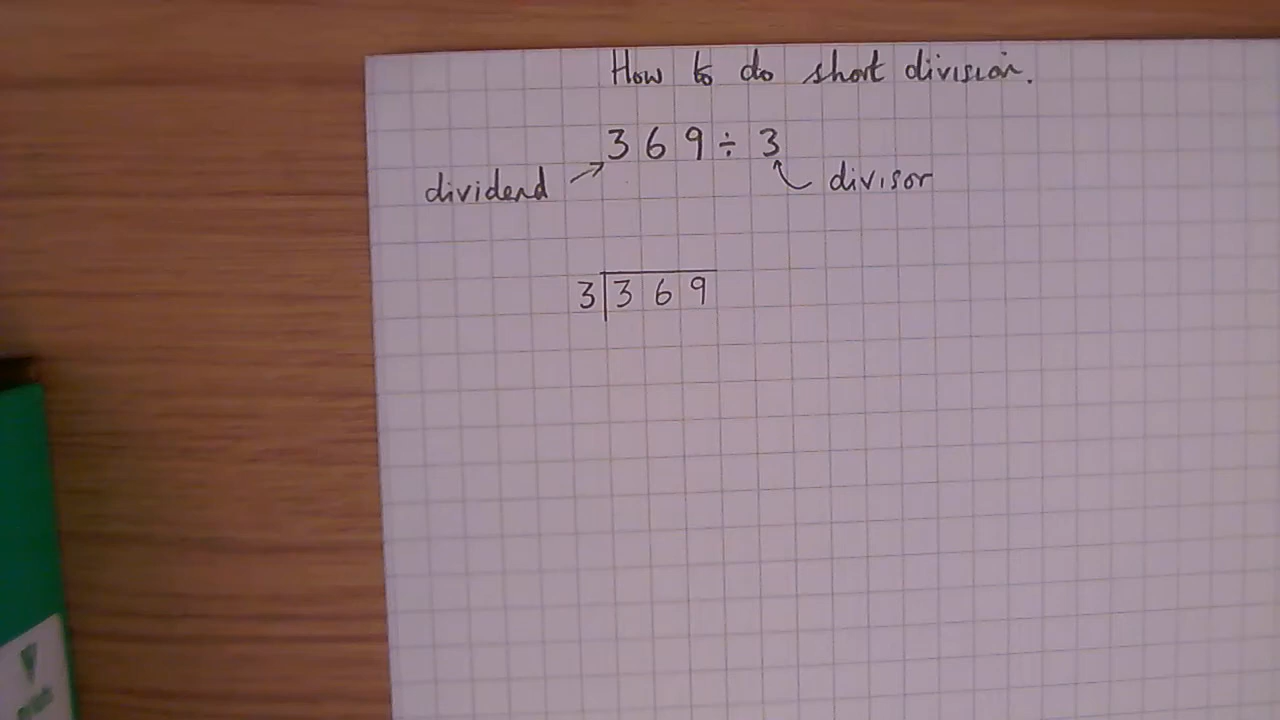 How to do short division.
369 ÷ 3
dividend divisor
3 369